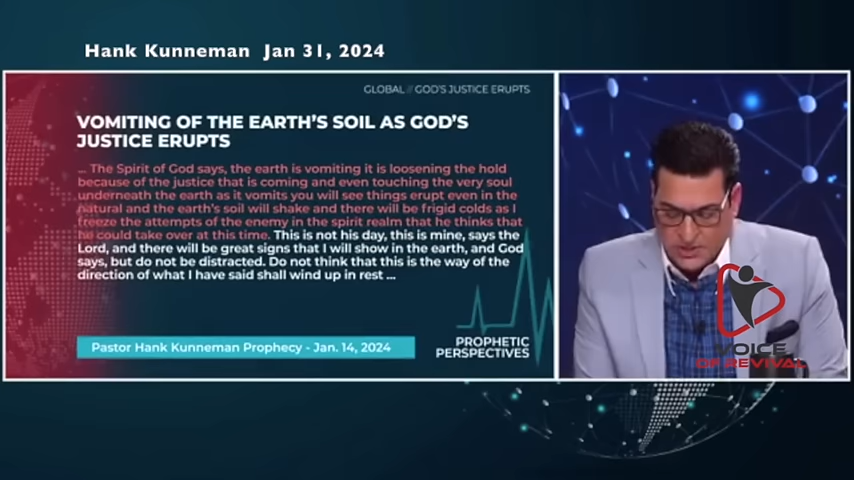 Hank Kunneman Jan 31, 2024
GLOBAL // GOD'S JUSTICE ERUPTS
VOMITING OF THE EARTH'S SOIL AS GOD'S
JUSTICE ERUPTS
... The Spirit of God says, the earth is vomiting it is loosening the hold
because of the justice that is coming and even touching the very soul
underneath the earth as it vomits you will see things erupt even in the
natural and the earth's soil will shake and there will be frigid colds as I
freeze the attempts of the enemy in the spirit realm that he thinks that
he could take over at this time. This is not his day, this is mine, says the
Lord, and there will be great signs that I will show in the earth, and God
says, but do not be distracted. Do not think that this is the way of the
direction of what I have said shall wind up in rest ...
Pastor Hank Kunneman Prophecy - Jan. 14, 2024
PROPHETIC
PERSPECTIVES
VOICE
OF REVIVAL